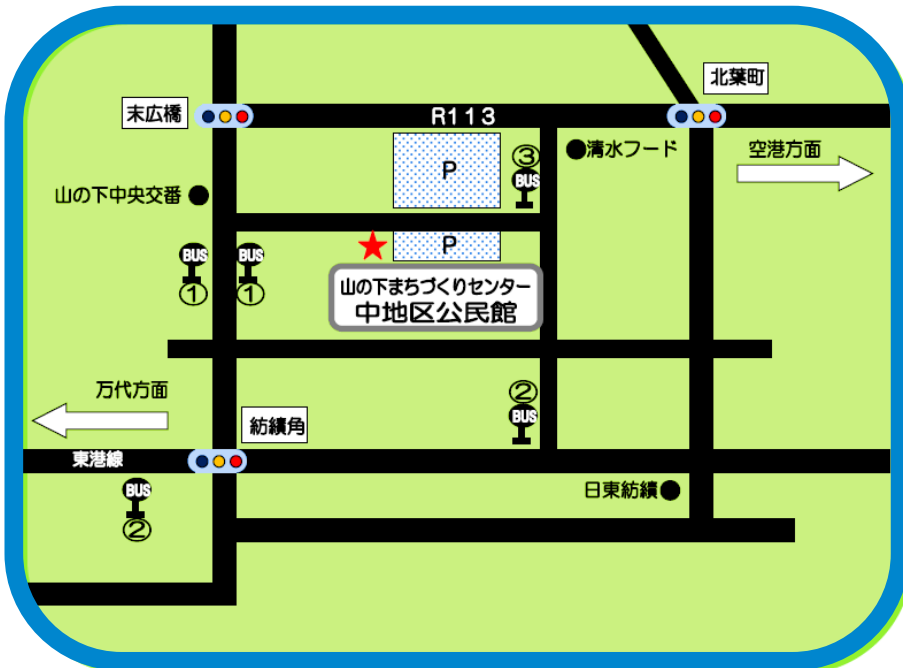 北葉町
末広橋
R113
③
BUS
清水フード
空港方面
P
山の下中央交番
P
BUS
BUS
①
①
山の下まちづくりセンター
中地区公民館
万代方面
②
BUS
紡績角
東港線
BUS
②
日東紡績